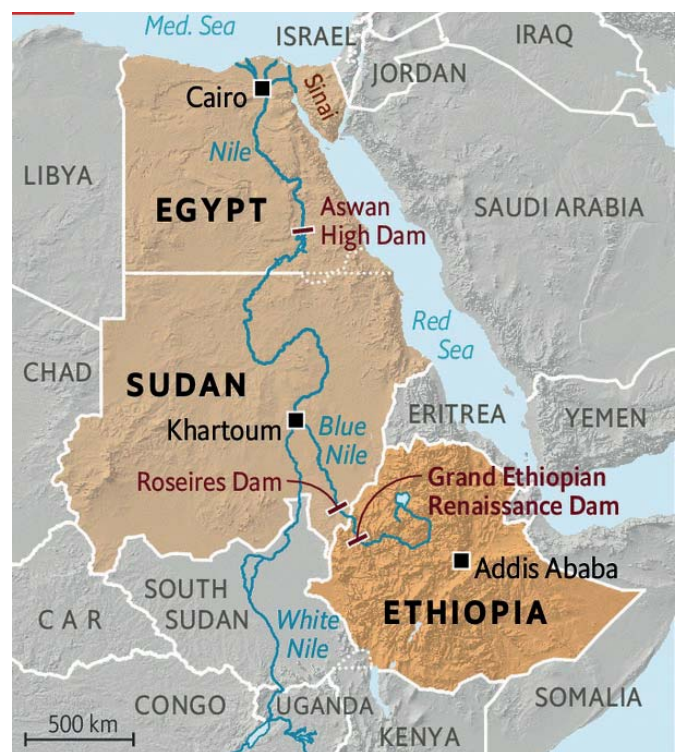 Med. Sea
ISRAEL
IRAQ
JORDAN
Cairo
Sinai
Nile
LIBYA
EGYPT
Aswan
High Dam
SAUDI ARABIA
Red
Sea
CHAD
SUDAN
ERITREA
YEMEN
Khartoum
Blue
Nile
Roseires Dam
Grand Ethiopian
Renaissance Dam
Addis Ababa
SOUTH
SUDAN
CAR
White
Nile
ETHIOPIA
CONGO
UGANDA
SOMALIA
KENYA
500 km